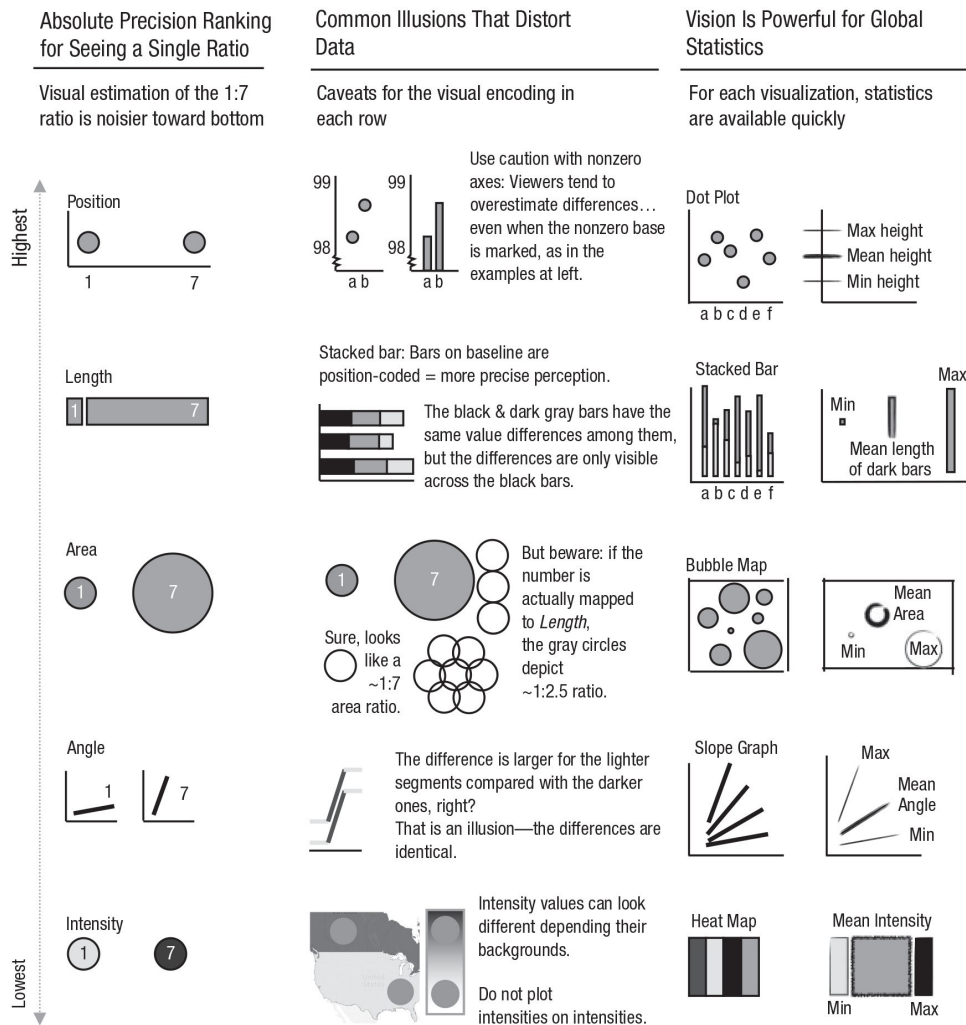 Absolute Precision Ranking
for Seeing a Single Ratio
Visual estimation of the 1:7
ratio is noisier toward bottom
Highest
Lowest
Position
1
7
Length
1
7
Area
1
7
Angle
1
7
Intensity
1
7
Common Illusions That Distort
Data
Caveats for the visual encoding in
each row
99
98
a b
99
98
a b
Use caution with nonzero
axes: Viewers tend to
overestimate differences…
even when the nonzero base
is marked, as in the
examples at left.
Stacked bar: Bars on baseline are
position-coded = more precise perception.
The black & dark gray bars have the
same value differences among them,
but the differences are only visible
across the black bars.
1
7
Sure, looks
like a
~1:7
area ratio.
But beware: if the
number is
actually mapped
to Length,
the gray circles
depict
~1:2.5 ratio.
The difference is larger for the lighter
segments compared with the darker
ones, right?
That is an illusion—the differences are
identical.
Intensity values can look
different depending their
backgrounds.
Do not plot
intensities on intensities.
Vision Is Powerful for Global
Statistics
For each visualization, statistics
are available quickly
Dot Plot
a b c d e f
Max height
Mean height
Min height
Stacked Bar
a b c d e f
Min
Max
Mean length
of dark bars
Bubble Map
Mean
Area
Min
Max
Slope Graph
Max
Mean
Angle
Min
Heat Map
Mean Intensity
Min
Max